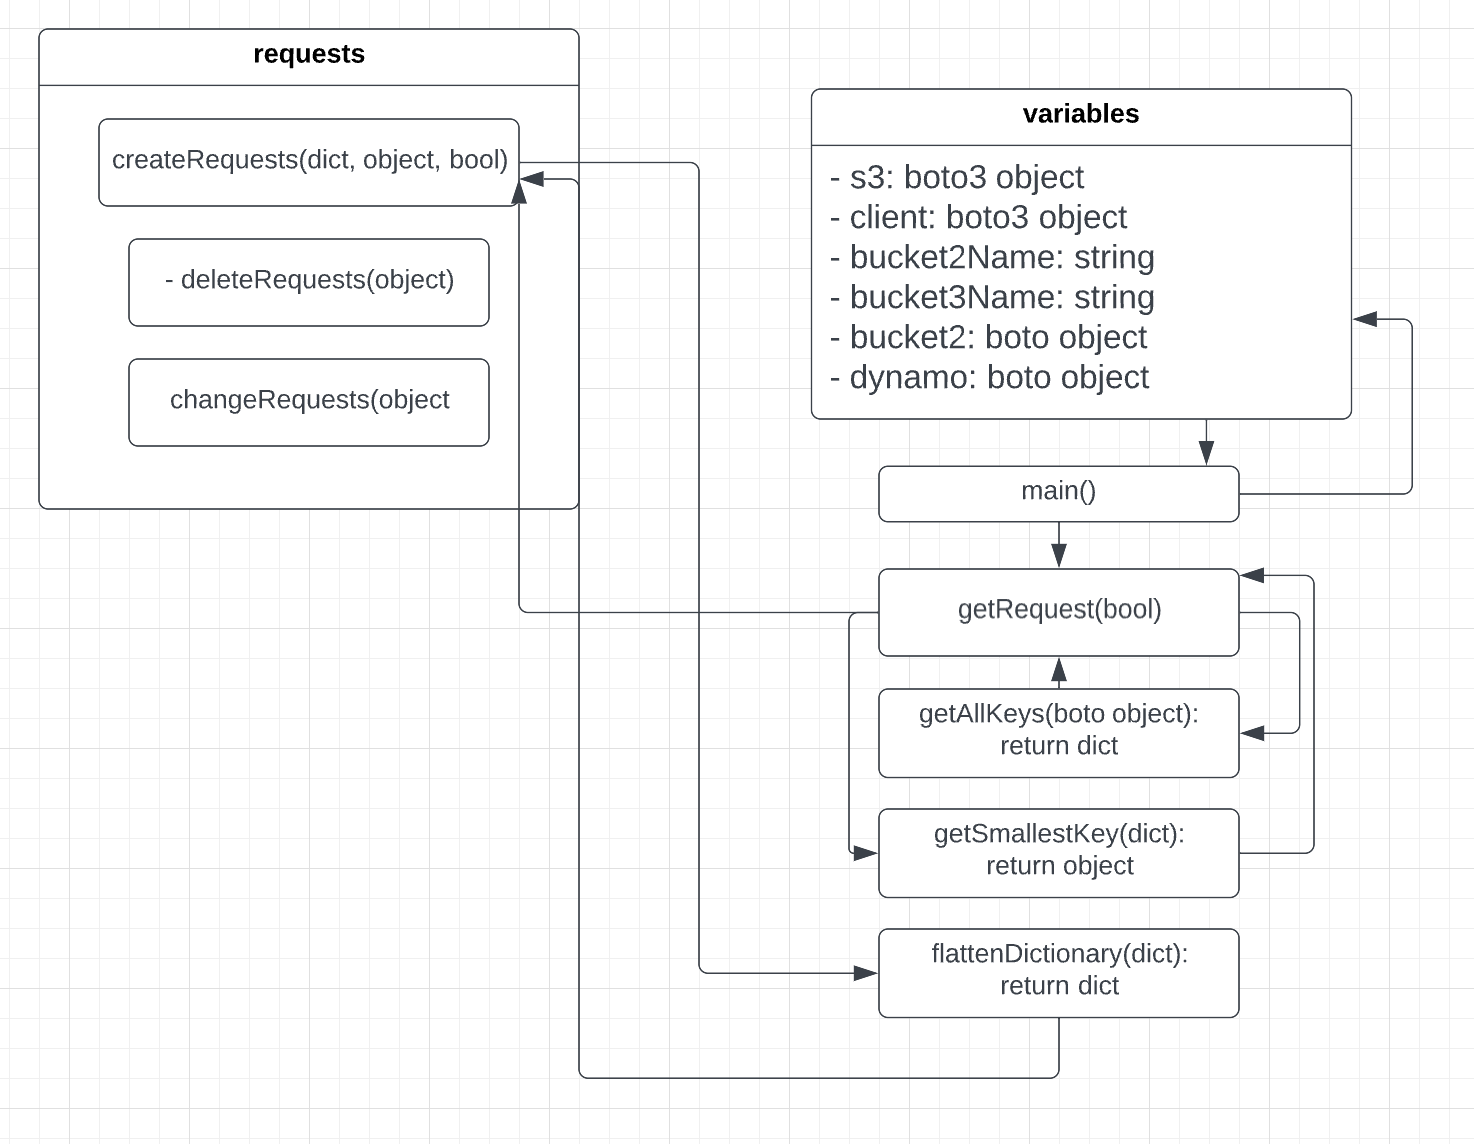 requests
createRequests(dict, object, bool)
- deleteRequests(object)
changeRequests(object
variables
- s3: boto3 object
- client: boto3 object
- bucket2Name: string
- bucket3Name: string
- bucket2: boto object
- dynamo: boto object
main()
getRequest(bool)
getAllKeys(boto object):
return dict
getSmallestKey(dict):
return object
flattenDictionary(dict):
return dict